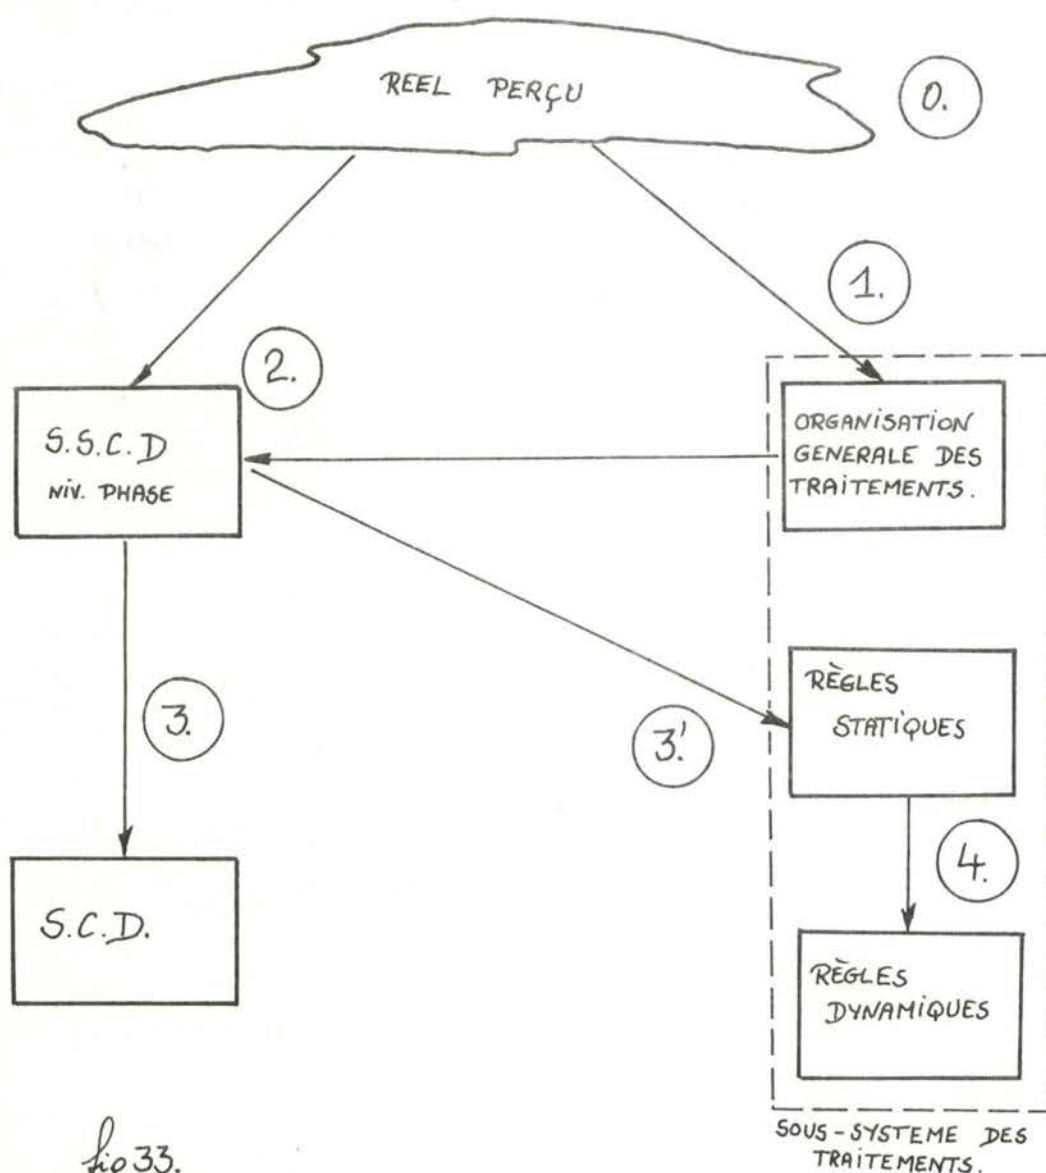 REEL PERÇU
0.
1.
2.
S.S.C.D
NIV. PHASE
ORGANISATION
GENERALE DES
TRAITEMENTS.
3.
3'.
RÈGLES
STATIQUES
4.
S.C.D.
RÈGLES
DYNAMIQUES
fig 33.
SOUS-SYSTEME DES
TRAITEMENTS.